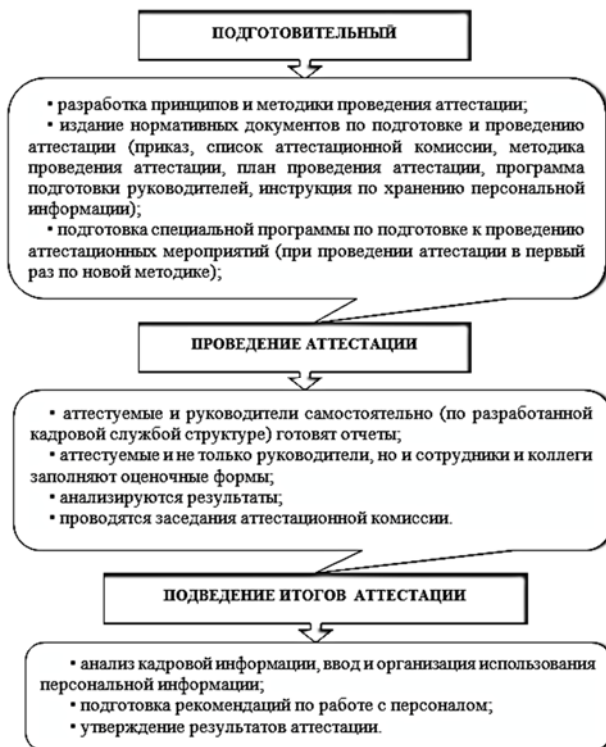 ПОДГОТОВИТЕЛЬНЫЙ
• разработка принципов и методики проведения аттестации;
• издание нормативных документов по подготовке и проведению
аттестации (приказ, список аттестационной комиссии, методика
проведения аттестации, план проведения аттестации, программа
подготовки руководителей, инструкция по хранению персональной
информации);
• подготовка специальной программы по подготовке к проведению
аттестационных мероприятий (при проведении аттестации в первый
раз по новой методике);
ПРОВЕДЕНИЕ АТТЕСТАЦИИ
• аттестуемые и руководители самостоятельно (по разработанной
кадровой службой структуре) готовят отчеты;
• аттестуемые и не только руководители, но и сотрудники и коллеги
заполняют оценочные формы;
• анализируются результаты;
• проводятся заседания аттестационной комиссии.
ПОДВЕДЕНИЕ ИТОГОВ АТТЕСТАЦИИ
• анализ кадровой информации, ввод и организация использования
персональной информации;
• подготовка рекомендаций по работе с персоналом;
• утверждение результатов аттестации.